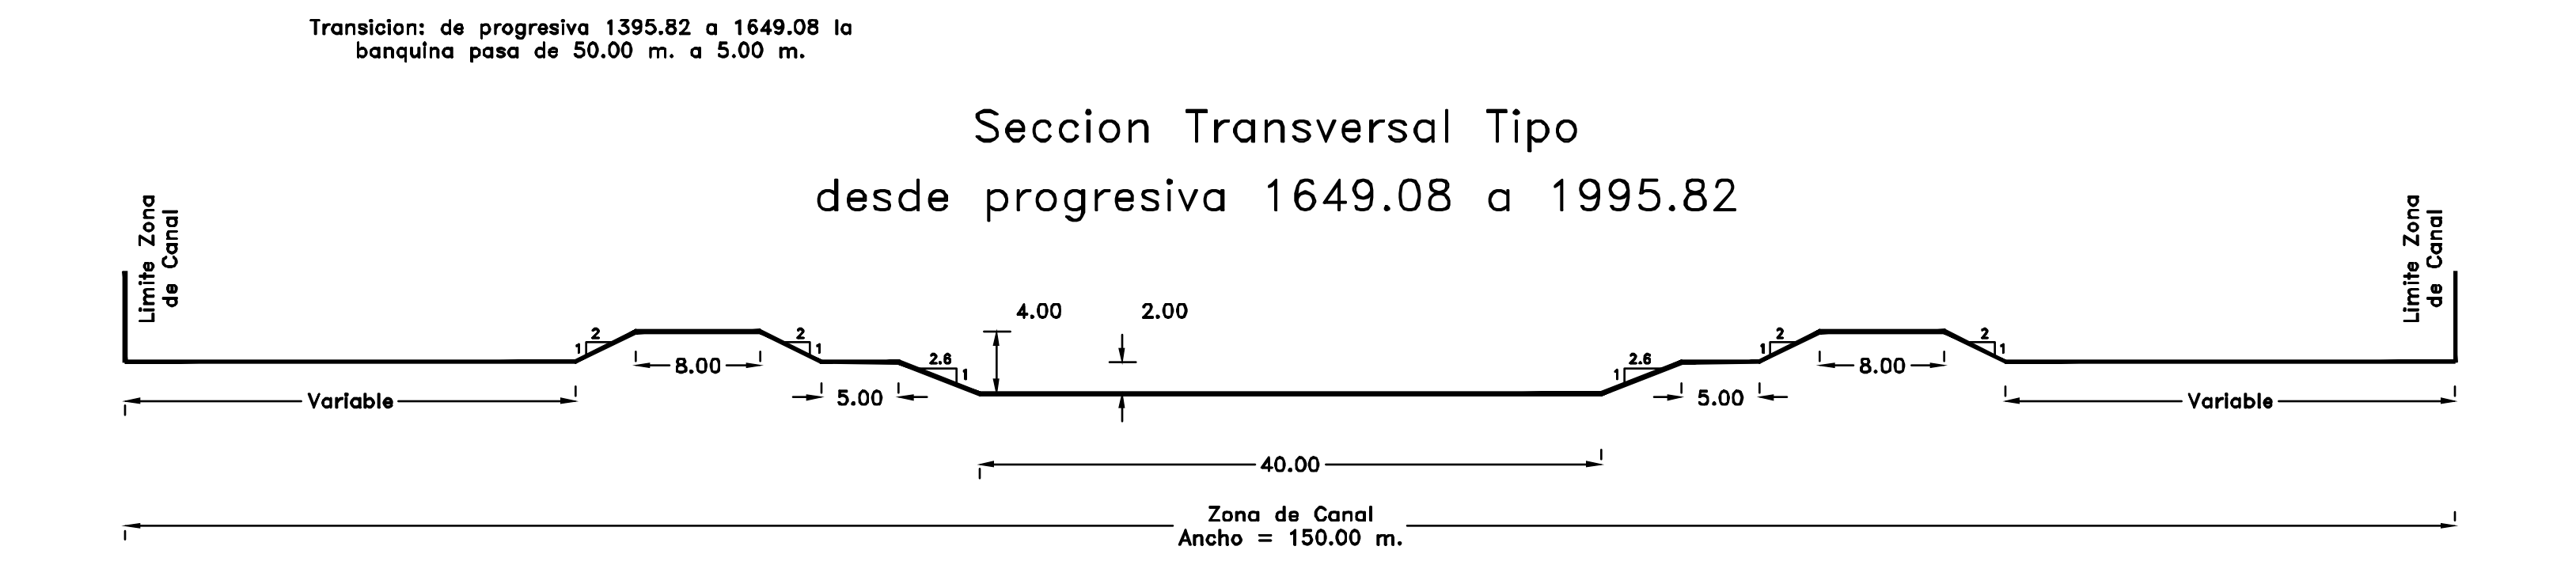 Transicion: de progresiva 1395.82 a 1649.08 la
banquina pasa de 50.00 m. a 5.00 m.
Seccion Transversal Tipo
desde progresiva 1649.08 a 1995.82
Limite Zona
de Canal
Limite Zona
de Canal
4.00
2.00
2
1
2
1
2.6
1
2.6
1
2
1
2
1
8.00
8.00
5.00
5.00
Variable
Variable
40.00
Zona de Canal
Ancho = 150.00 m.